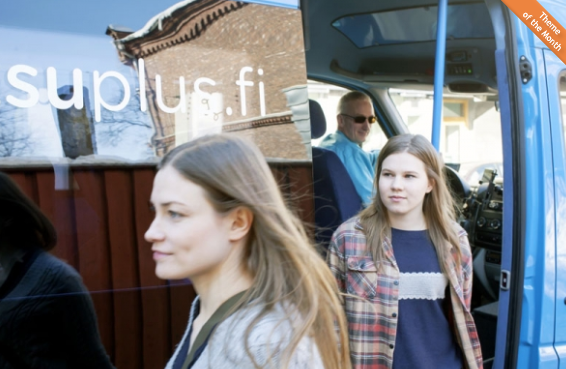 Theme
of the Month
suplus.fi